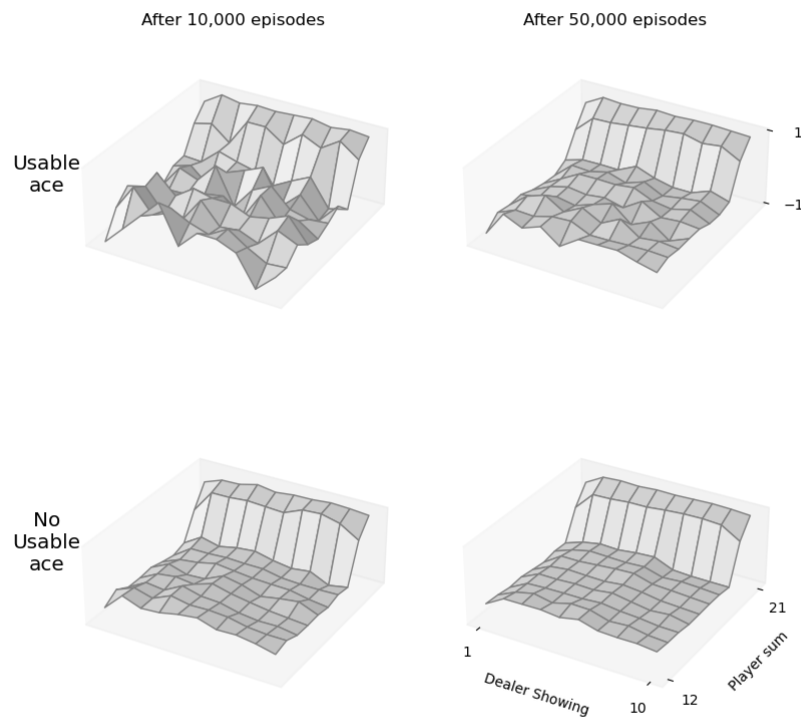 After 10,000 episodes
After 50,000 episodes
Usable
ace
1
−1
No
Usable
ace
1
Dealer Showing
10
12
Player sum
21